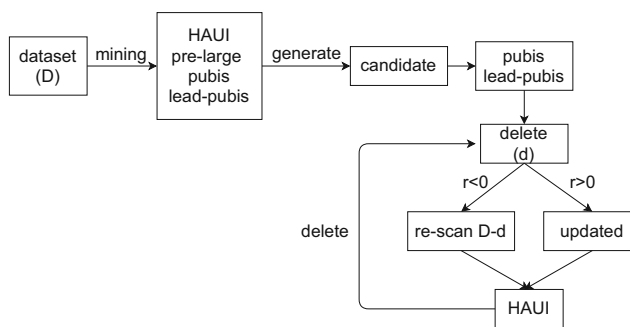 dataset
(D)
mining
HAUI
pre-large
pubis
lead-pubis
generate
candidate
pubis
lead-pubis
delete
(d)
r<0
r>0
delete
re-scan D-d
updated
HAUI